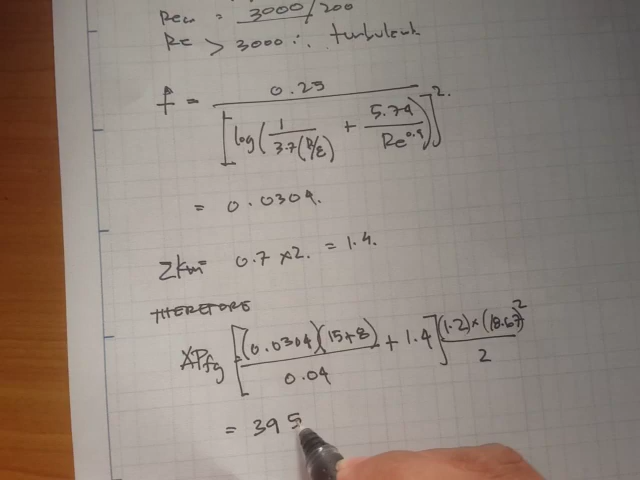 Recu = 3000/200
Re > 3000 ∴ turbulent
f = 0.25
[log(1/3.7(D/ε) + 5.74/Re^0.9)]^2.
= 0.0304.
Σkm = 0.7 × 2. = 1.4.
THEREFORE
[(0.0304)(15+8)/0.04 + 1.4] (1.2)×(18.67)^2/2
= 395